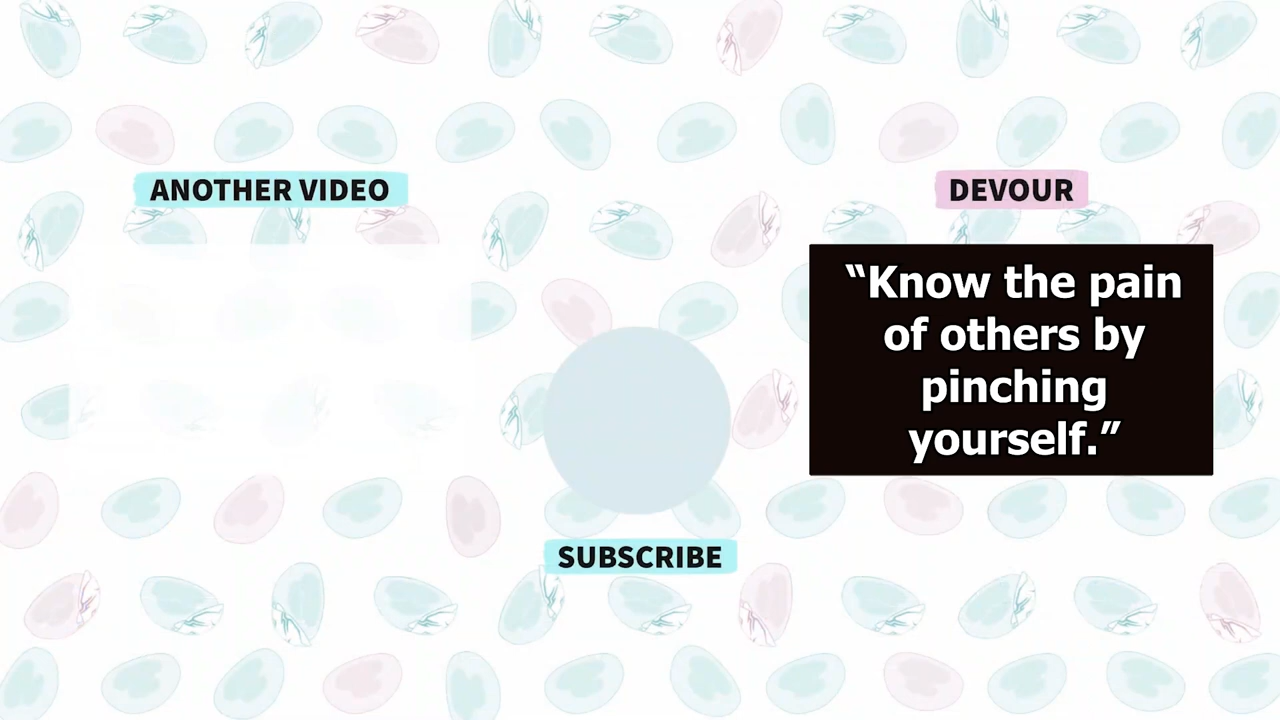 ANOTHER VIDEO
DEVOUR
“Know the pain
of others by
pinching
yourself.”
SUBSCRIBE